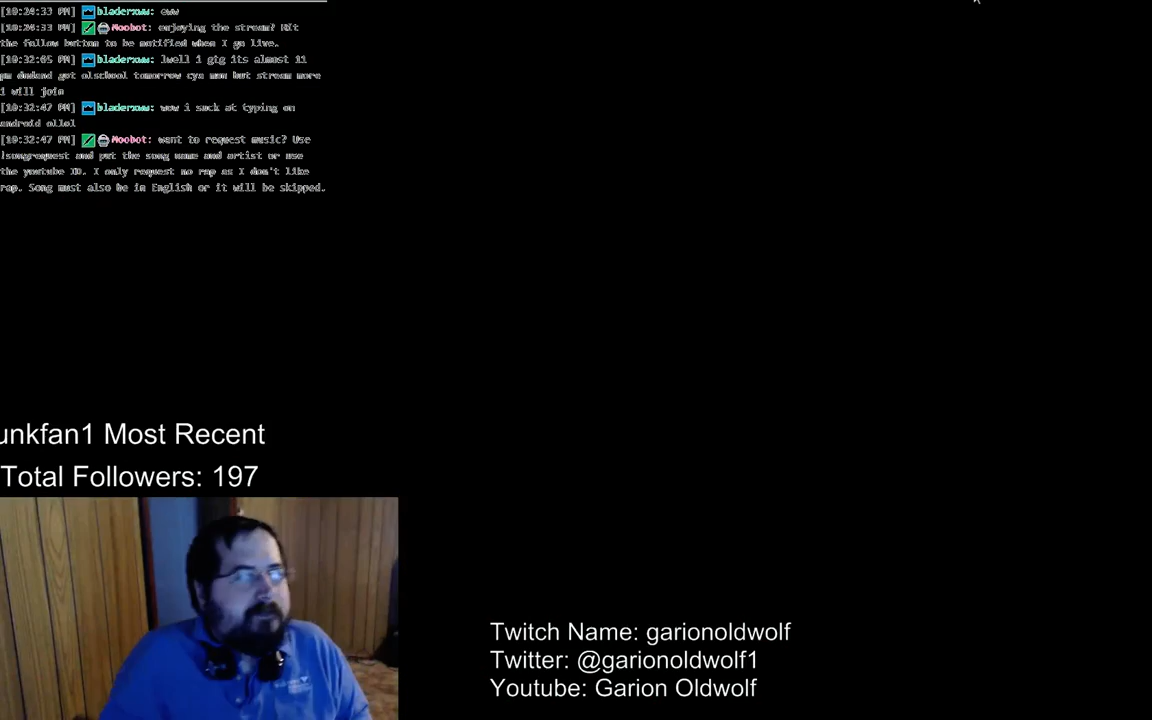 [10:24:33 PM] bladerxww: eww
[10:24:33 PM] Moobot: enjoying the stream? Hit
the follow button to be notified when I go live.
[10:32:05 PM] bladerxww: lwell i gtg its almost 11
pm dudand got olschool tomorrow cya man but stream more
i will join
[10:32:47 PM] bladerxww: wow i suck at typing on
android ollol
[10:32:47 PM] Moobot: want to request music? Use
!songrequest and put the song name and artist or use
the youtube ID. I only request no rap as I don't like
rap. Song must also be in English or it will be skipped.
unkfan1 Most Recent
Total Followers: 197
Twitch Name: garionoldwolf
Twitter: @garionoldwolf1
Youtube: Garion Oldwolf